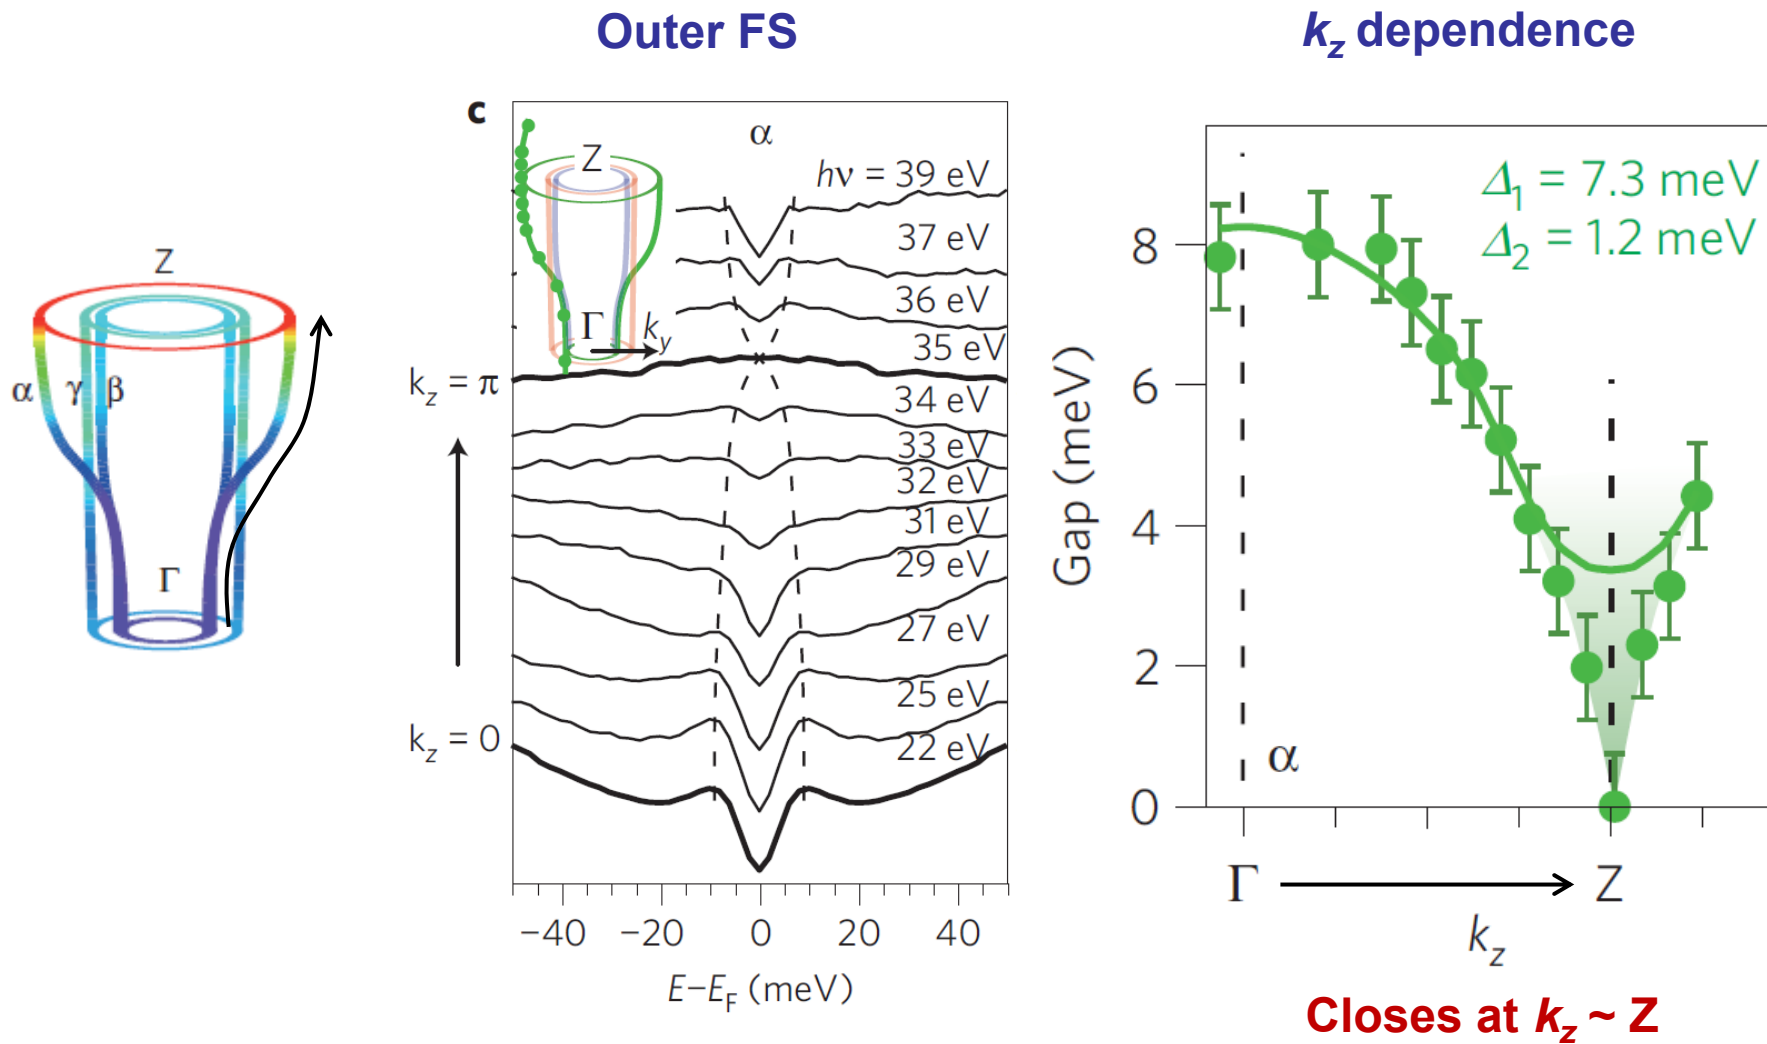 Outer FS
k_z dependence
Z
α
γ
β
Γ
c
α
Z
Γ
k_y
hν = 39 eV
37 eV
36 eV
35 eV
34 eV
33 eV
32 eV
31 eV
29 eV
27 eV
25 eV
22 eV
k_z = π
k_z = 0
−40
−20
0
20
40
E−E_F (meV)
Δ₁ = 7.3 meV
Δ₂ = 1.2 meV
Gap (meV)
8
6
4
2
0
α
Γ
Z
k_z
Closes at k_z ~ Z